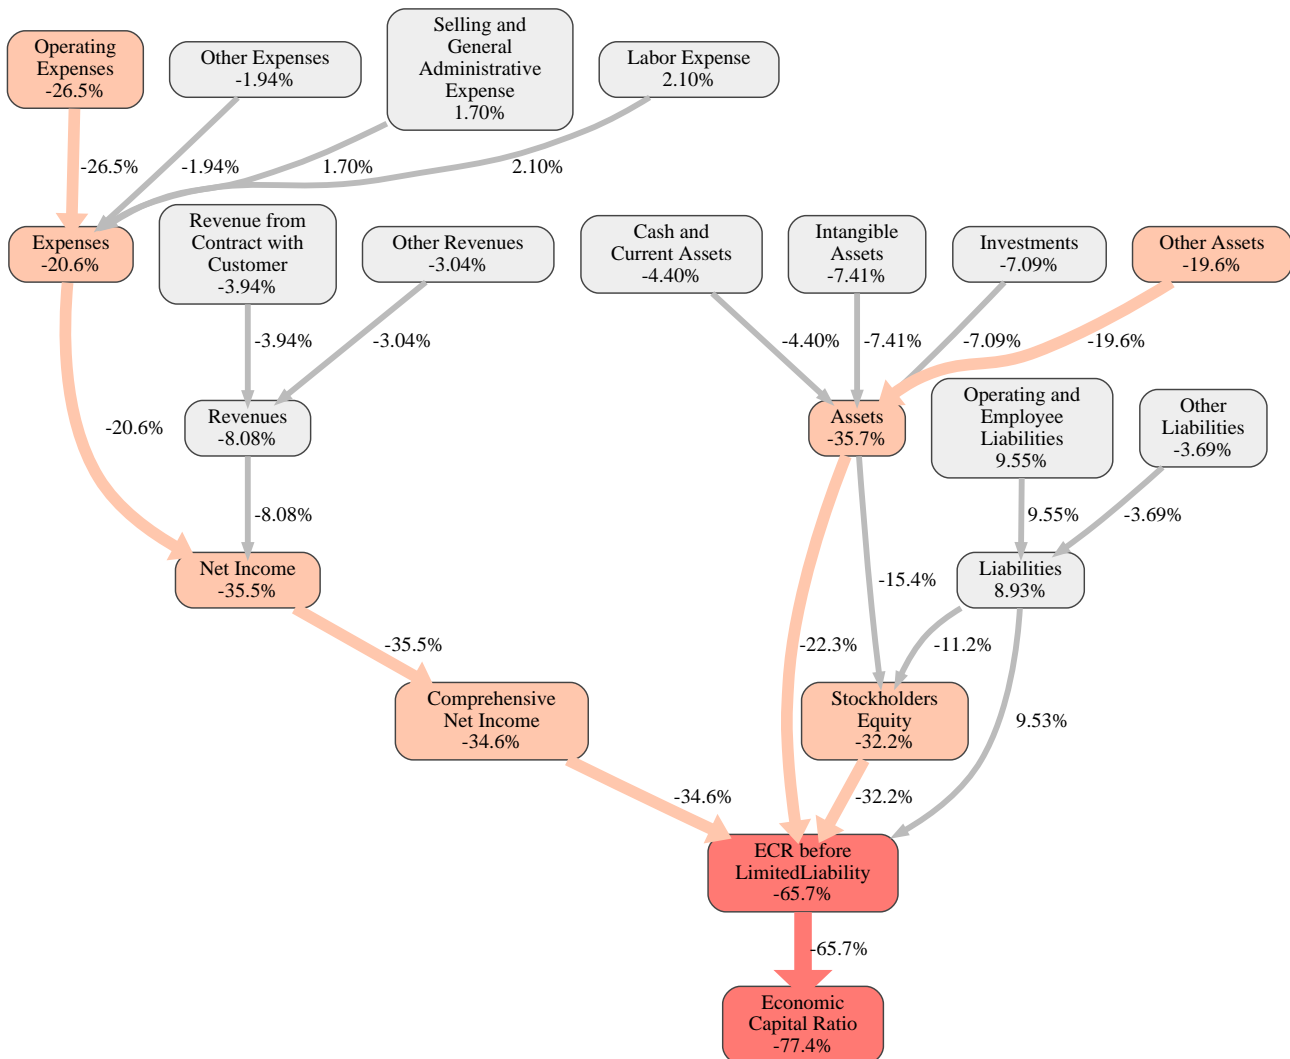 Operating
Expenses
-26.5%
Other Expenses
-1.94%
Selling and
General
Administrative
Expense
1.70%
Labor Expense
2.10%
-26.5%
-1.94%
1.70%
2.10%
Expenses
-20.6%
Revenue from
Contract with
Customer
-3.94%
Other Revenues
-3.04%
Cash and
Current Assets
-4.40%
Intangible
Assets
-7.41%
Investments
-7.09%
Other Assets
-19.6%
-3.94%
-3.04%
-4.40%
-7.41%
-7.09%
-19.6%
-20.6%
Revenues
-8.08%
Assets
-35.7%
Operating and
Employee
Liabilities
9.55%
Other
Liabilities
-3.69%
-8.08%
9.55%
-3.69%
Net Income
-35.5%
-15.4%
Liabilities
8.93%
-35.5%
-22.3%
-11.2%
Comprehensive
Net Income
-34.6%
Stockholders
Equity
-32.2%
9.53%
-34.6%
-32.2%
ECR before
LimitedLiability
-65.7%
-65.7%
Economic
Capital Ratio
-77.4%